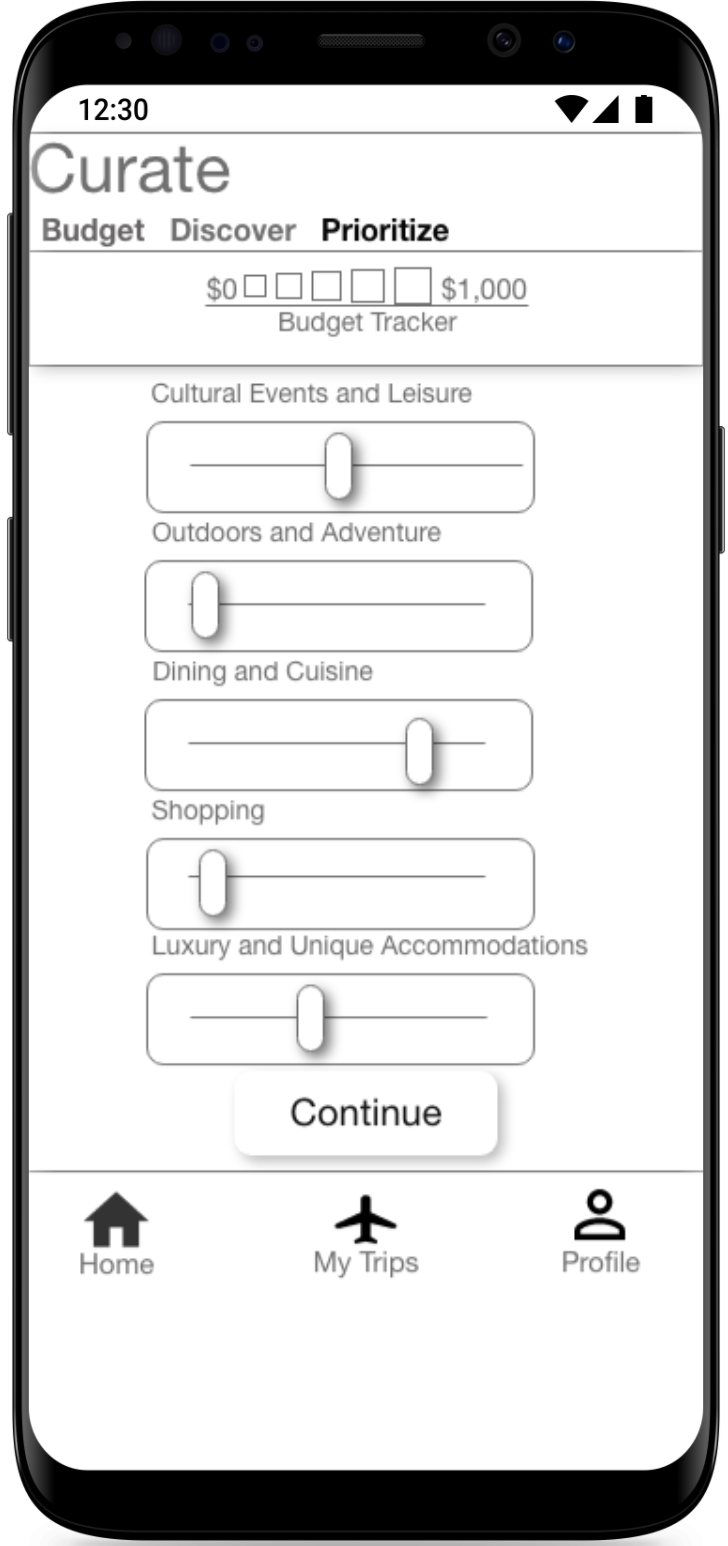 12:30
Curate
Budget Discover Prioritize
$0 $1,000
Budget Tracker
Cultural Events and Leisure
Outdoors and Adventure
Dining and Cuisine
Shopping
Luxury and Unique Accommodations
Continue
Home My Trips Profile